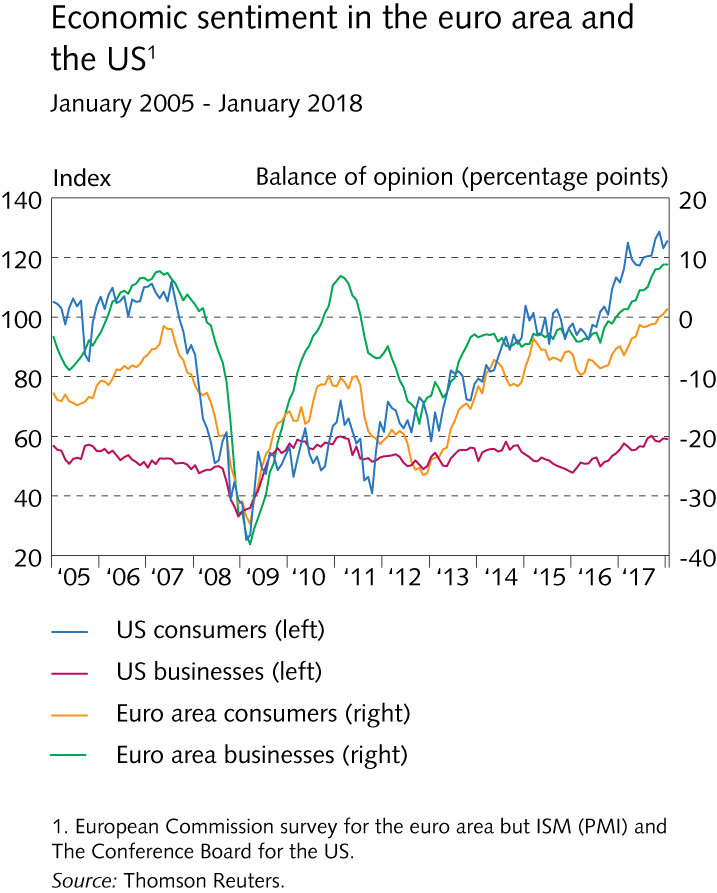 Economic sentiment in the euro area and
the US¹
January 2005 - January 2018
Index
Balance of opinion (percentage points)
140
120
100
80
60
40
20
20
10
0
-10
-20
-30
-40
‘05
‘06
‘07
‘08
‘09
‘10
‘11
‘12
‘13
‘14
‘15
‘16
‘17
US consumers (left)
US businesses (left)
Euro area consumers (right)
Euro area businesses (right)
1. European Commission survey for the euro area but ISM (PMI) and
The Conference Board for the US.
Source: Thomson Reuters.